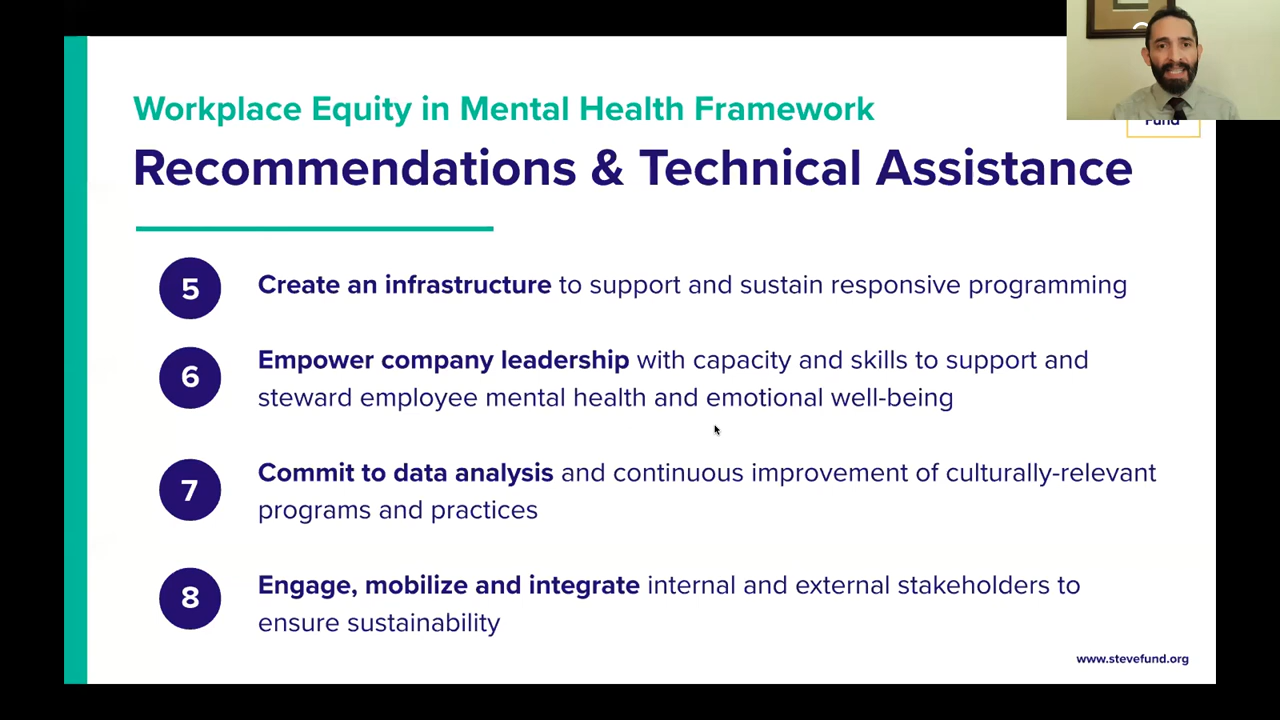 Workplace Equity in Mental Health Framework
Fund
Recommendations & Technical Assistance
5
Create an infrastructure to support and sustain responsive programming
6
Empower company leadership with capacity and skills to support and
steward employee mental health and emotional well-being
7
Commit to data analysis and continuous improvement of culturally-relevant
programs and practices
8
Engage, mobilize and integrate internal and external stakeholders to
ensure sustainability
www.stevefund.org